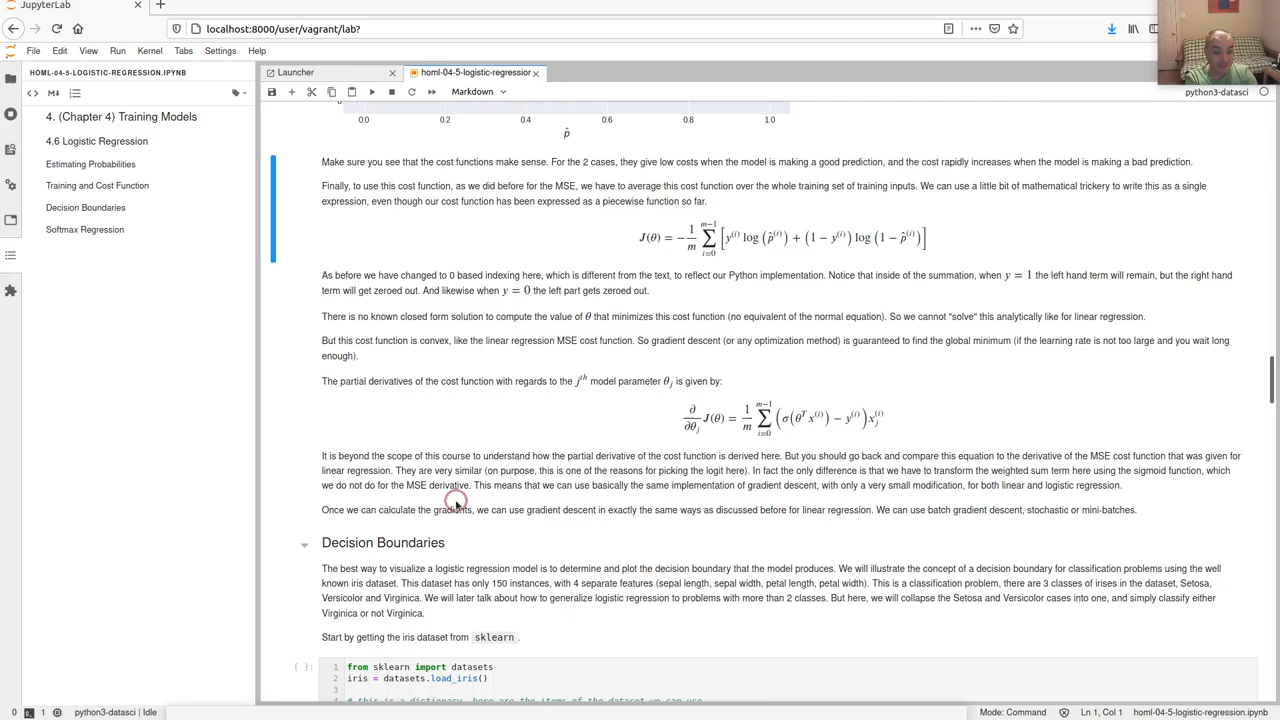 JupyterLab
localhost:8000/user/vagrant/lab?
File Edit View Run Kernel Tabs Settings Help
HOML-04-5-LOGISTIC-REGRESSION.IPYNB
4. (Chapter 4) Training Models
4.6 Logistic Regression
Estimating Probabilities
Training and Cost Function
Decision Boundaries
Softmax Regression
Launcher
homl-04-5-logistic-regression
Markdown
python3-datasci
0.0 0.2 0.4 0.6 0.8 1.0
p̂
Make sure you see that the cost functions make sense. For the 2 cases, they give low costs when the model is making a good prediction, and the cost rapidly increases when the model is making a bad prediction.
Finally, to use this cost function, as we did before for the MSE, we have to average this cost function over the whole training set of training inputs. We can use a little bit of mathematical trickery to write this as a single
expression, even though our cost function has been expressed as a piecewise function so far.
J(θ) = −1/m ∑_{i=0}^{m−1} [y^(i) log (p̂^(i)) + (1 − y^(i)) log (1 − p̂^(i))]
As before we have changed to 0 based indexing here, which is different from the text, to reflect our Python implementation. Notice that inside of the summation, when y = 1 the left hand term will remain, but the right hand
term will get zeroed out. And likewise when y = 0 the left part gets zeroed out.
There is no known closed form solution to compute the value of θ that minimizes this cost function (no equivalent of the normal equation). So we cannot "solve" this analytically like for linear regression.
But this cost function is convex, like the linear regression MSE cost function. So gradient descent (or any optimization method) is guaranteed to find the global minimum (if the learning rate is not too large and you wait long
enough).
The partial derivatives of the cost function with regards to the j^th model parameter θ_j is given by:
∂/∂θ_j J(θ) = 1/m ∑_{i=0}^{m−1} (σ(θ^T x^(i)) − y^(i)) x_j^(i)
It is beyond the scope of this course to understand how the partial derivative of the cost function is derived here. But you should go back and compare this equation to the derivative of the MSE cost function that was given for
linear regression. They are very similar (on purpose, this is one of the reasons for picking the logit here). In fact the only difference is that we have to transform the weighted sum term here using the sigmoid function, which
we do not do for the MSE derivative. This means that we can use basically the same implementation of gradient descent, with only a very small modification, for both linear and logistic regression.
Once we can calculate the gradients, we can use gradient descent in exactly the same ways as discussed before for linear regression. We can use batch gradient descent, stochastic or mini-batches.
Decision Boundaries
The best way to visualize a logistic regression model is to determine and plot the decision boundary that the model produces. We will illustrate the concept of a decision boundary for classification problems using the well
known iris dataset. This dataset has only 150 instances, with 4 separate features (sepal length, sepal width, petal length, petal width). This is a classification problem, there are 3 classes of irises in the dataset, Setosa,
Versicolor and Virginica. We will later talk about how to generalize logistic regression to problems with more than 2 classes. But here, we will collapse the Setosa and Versicolor cases into one, and simply classify either
Virginica or not Virginica.
Start by getting the iris dataset from sklearn .
[ ]: 1 from sklearn import datasets
2 iris = datasets.load_iris()
3
4 # this is a dictionary, here are the items of the dataset we can use
0 1 python3-datasci | Idle
Mode: Command Ln 1, Col 1 homl-04-5-logistic-regression.ipynb